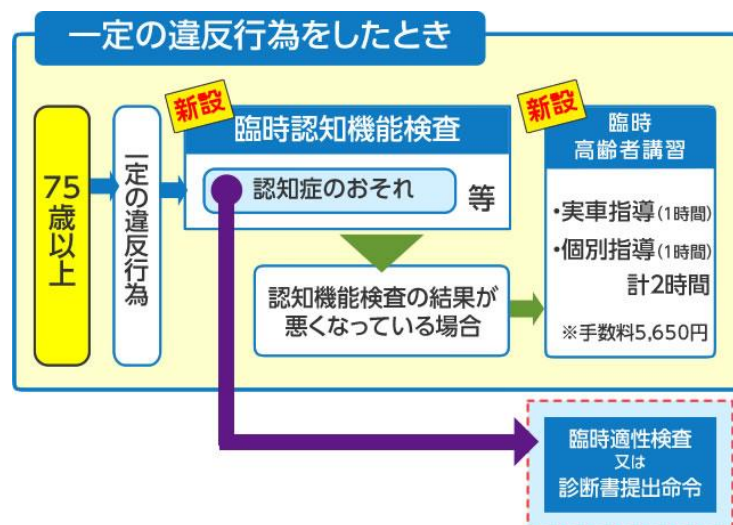 一定の違反行為をしたとき
75歳以上
一定の違反行為
新設
臨時認知機能検査
認知症のおそれ 等
認知機能検査の結果が
悪くなっている場合
新設
臨時
高齢者講習
・実車指導(1時間)
・個別指導(1時間)
計2時間
※手数料5,650円
臨時適性検査
又は
診断書提出命令